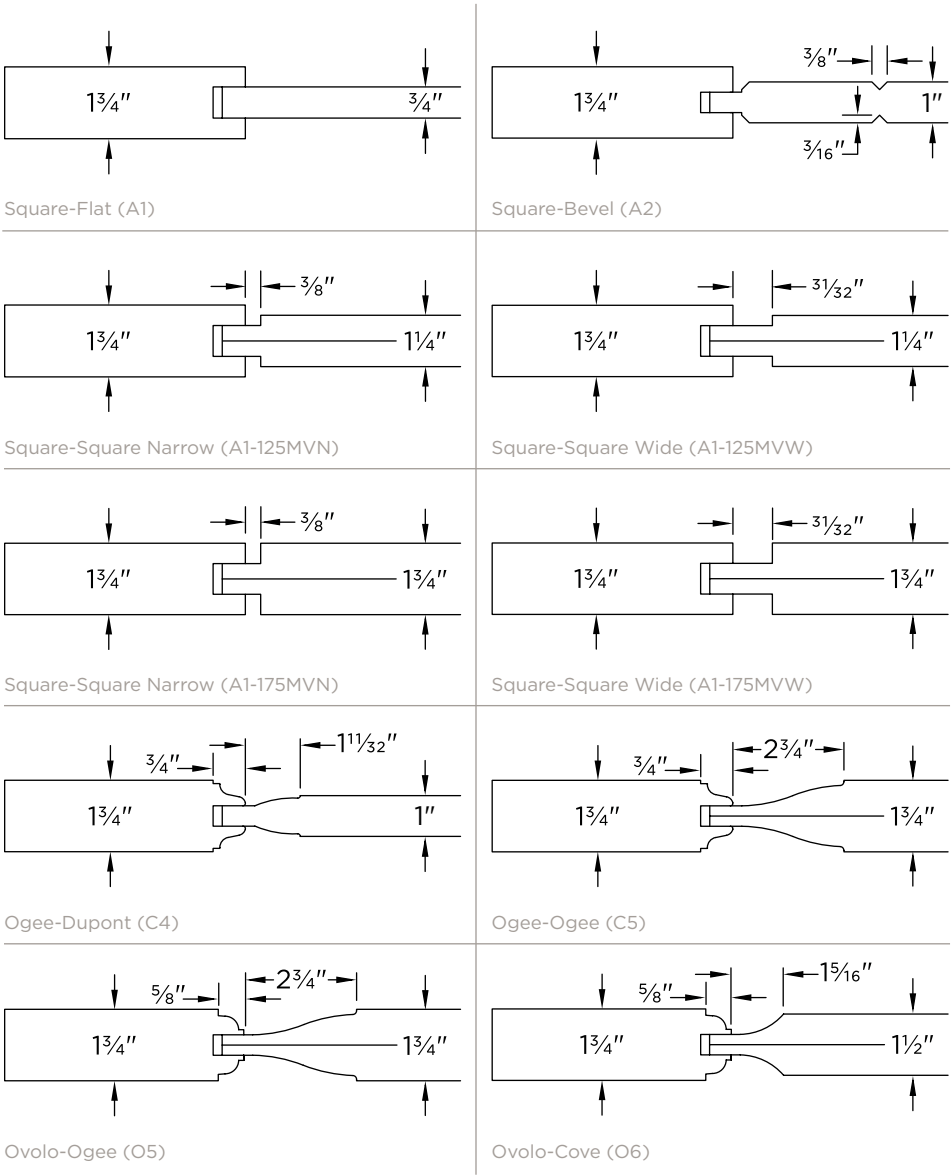 1¾" ¾"
Square-Flat (A1)
⅜"
1¾" 1"
3⁄16"
Square-Bevel (A2)
⅜"
1¾" 1¼"
Square-Square Narrow (A1-125MVN)
31⁄32"
1¾" 1¼"
Square-Square Wide (A1-125MVW)
⅜"
1¾" 1¾"
Square-Square Narrow (A1-175MVN)
31⁄32"
1¾" 1¾"
Square-Square Wide (A1-175MVW)
¾" 1 11⁄32"
1¾" 1"
Ogee-Dupont (C4)
¾" 2¾"
1¾" 1¾"
Ogee-Ogee (C5)
⅝" 2¾"
1¾" 1¾"
Ovolo-Ogee (O5)
⅝" 1 5⁄16"
1¾" 1½"
Ovolo-Cove (O6)